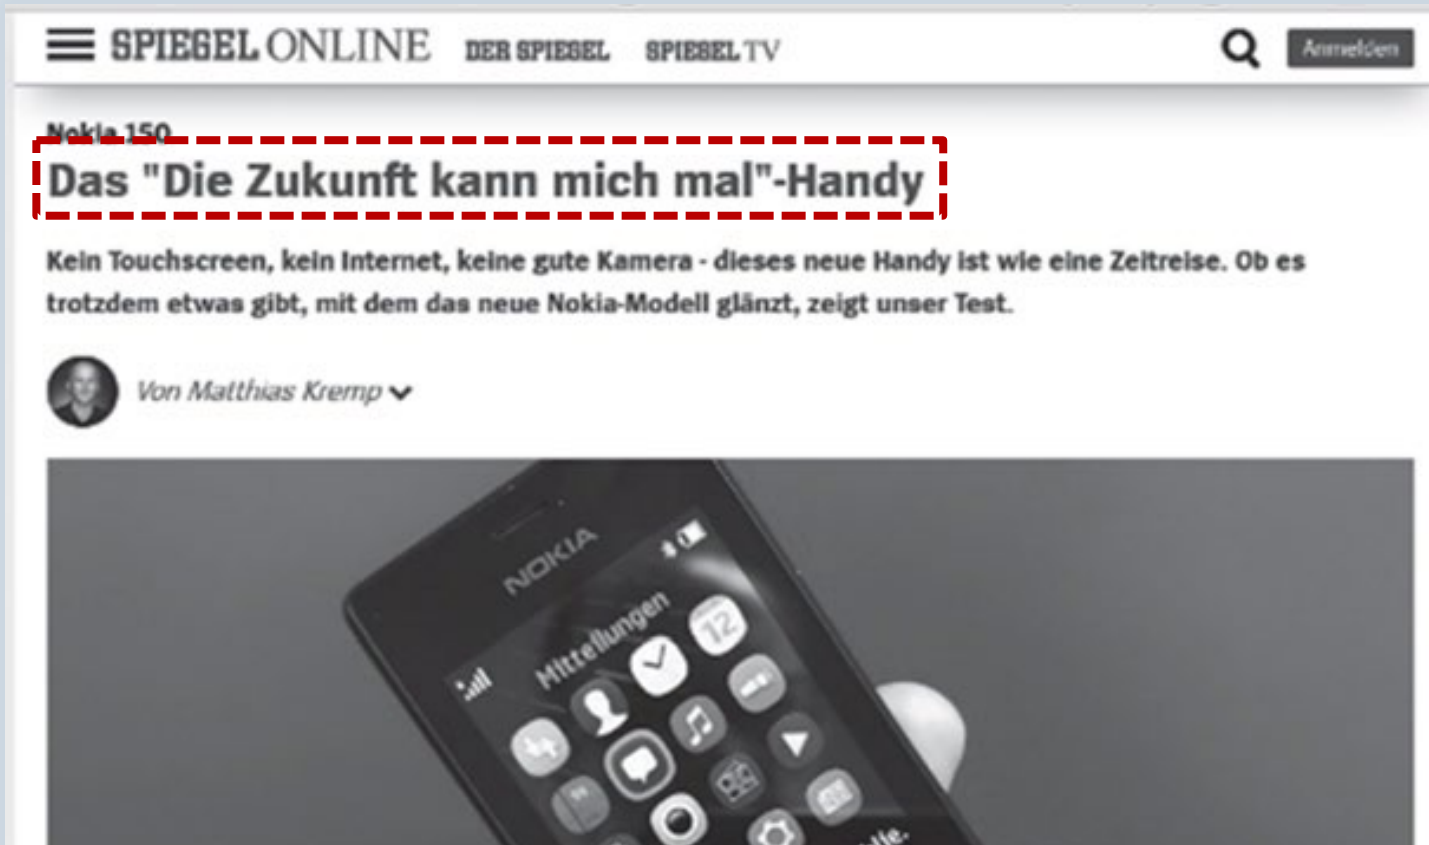 SPIEGEL ONLINE DER SPIEGEL SPIEGEL TV Anmelden
Nokia 150
Das "Die Zukunft kann mich mal"-Handy
Kein Touchscreen, kein Internet, keine gute Kamera - dieses neue Handy ist wie eine Zeitreise. Ob es
trotzdem etwas gibt, mit dem das neue Nokia-Modell glänzt, zeigt unser Test.
Von Matthias Kremp
NOKIA
Mitteilungen
12